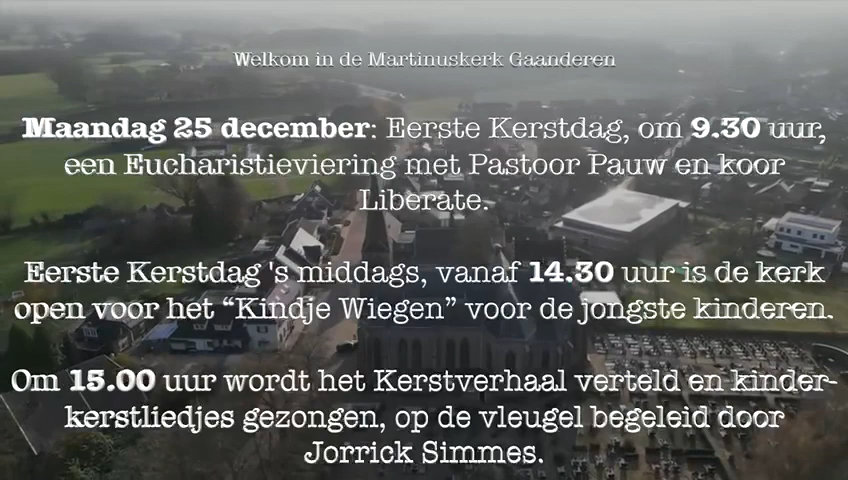 Welkom in de Martinuskerk Gaanderen
Maandag 25 december: Eerste Kerstdag, om 9.30 uur,
een Eucharistieviering met Pastoor Pauw en koor
Liberate.
Eerste Kerstdag 's middags, vanaf 14.30 uur is de kerk
open voor het “Kindje Wiegen” voor de jongste kinderen.
Om 15.00 uur wordt het Kerstverhaal verteld en kinder-
kerstliedjes gezongen, op de vleugel begeleid door
Jorrick Simmes.